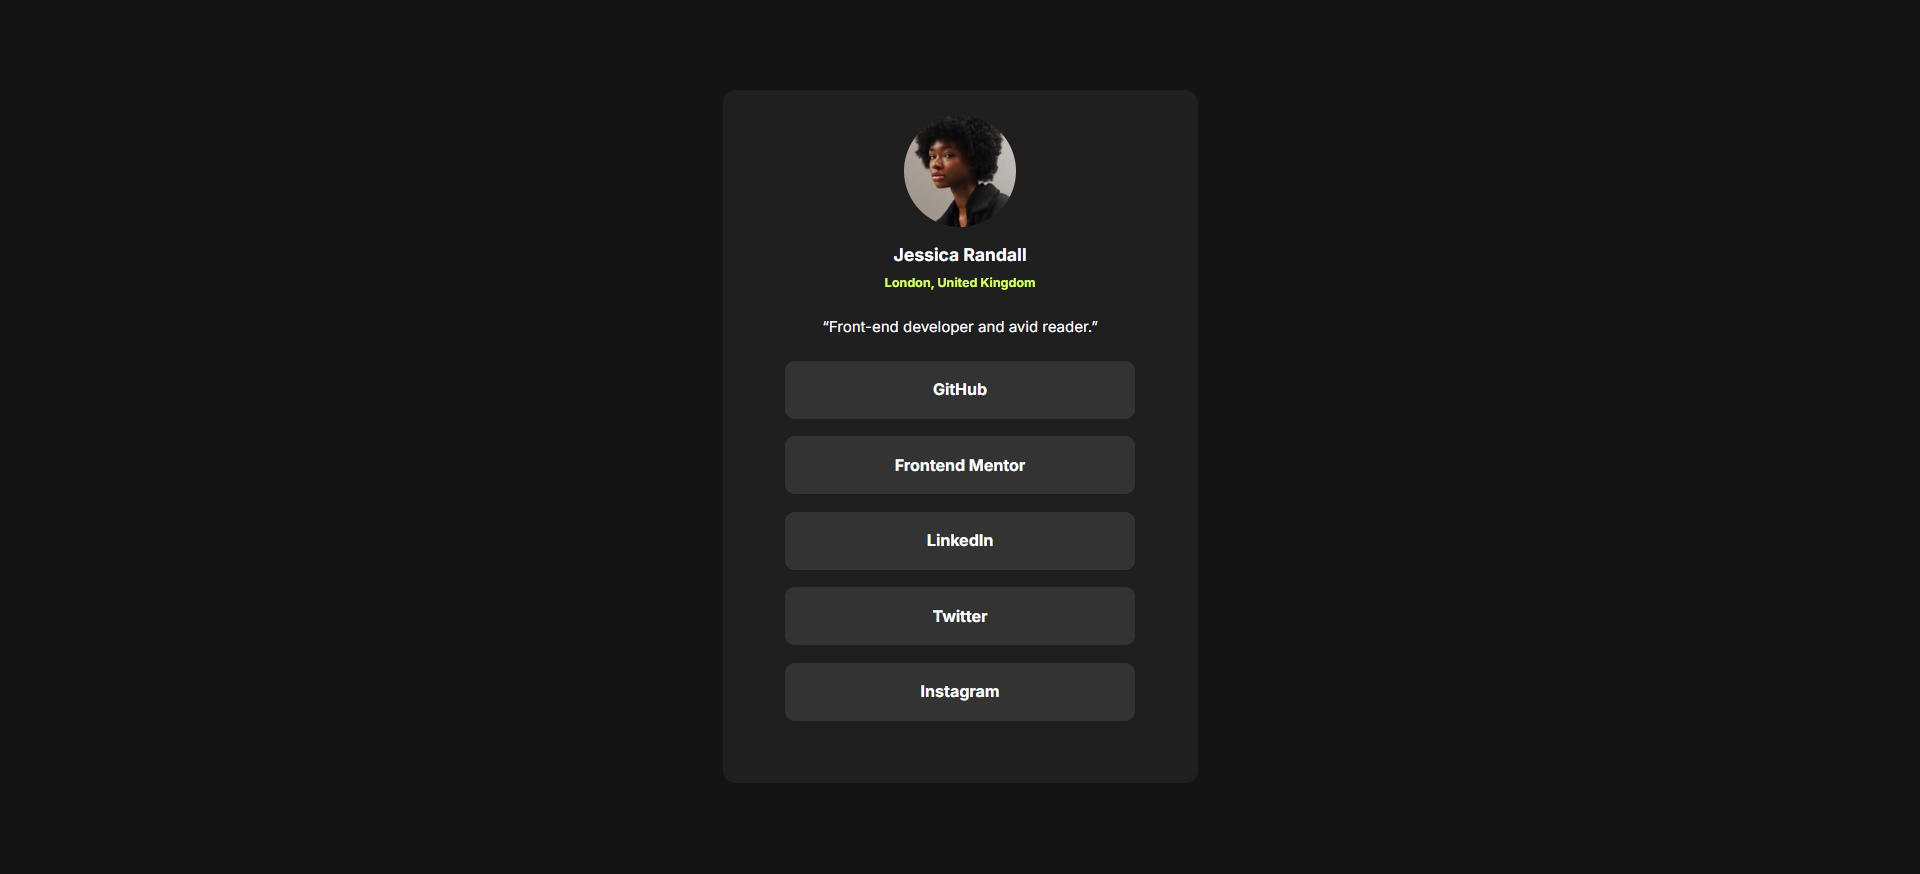 Jessica Randall
London, United Kingdom
“Front-end developer and avid reader.”
GitHub
Frontend Mentor
LinkedIn
Twitter
Instagram